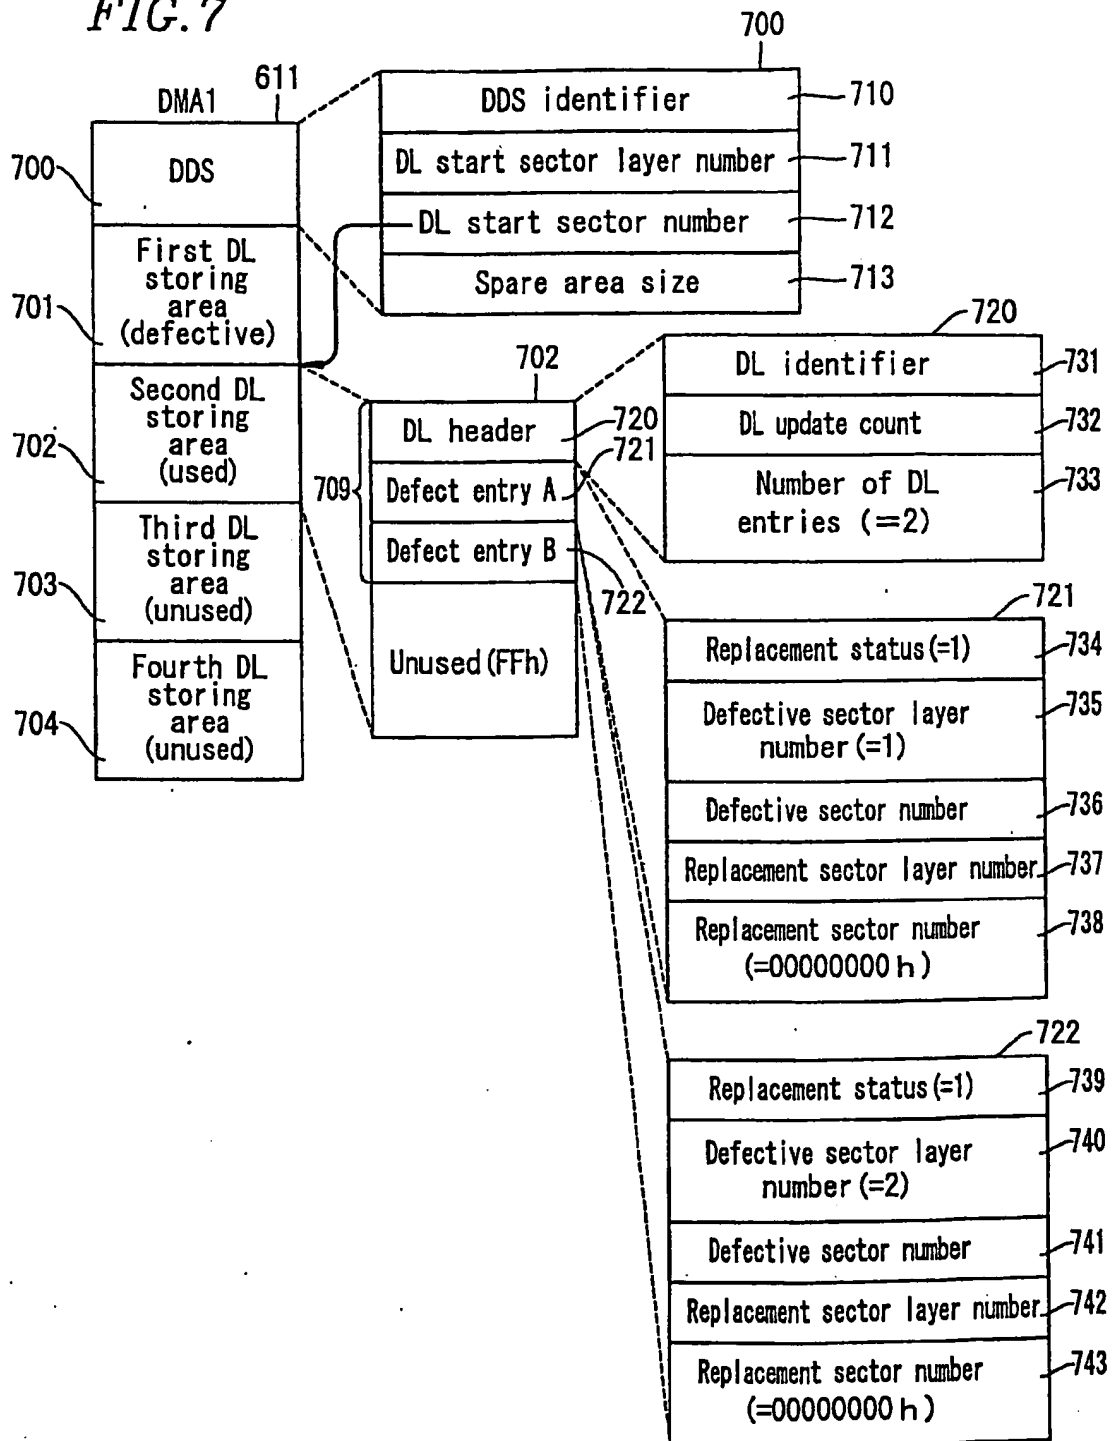 FIG. 7
DMA1
611
700
DDS
701
First DL
storing
area
(defective)
702
Second DL
storing
area
(used)
703
Third DL
storing
area
(unused)
704
Fourth DL
storing
area
(unused)
700
DDS identifier
710
DL start sector layer number
711
DL start sector number
712
Spare area size
713
702
709
DL header
720
Defect entry A
721
Defect entry B
722
Unused (FFh)
720
DL identifier
731
DL update count
732
Number of DL
entries (=2)
733
721
Replacement status (=1)
734
Defective sector layer
number (=1)
735
Defective sector number
736
Replacement sector layer number
737
Replacement sector number
(=00000000 h)
738
722
Replacement status (=1)
739
Defective sector layer
number (=2)
740
Defective sector number
741
Replacement sector layer number
742
Replacement sector number
(=00000000 h)
743